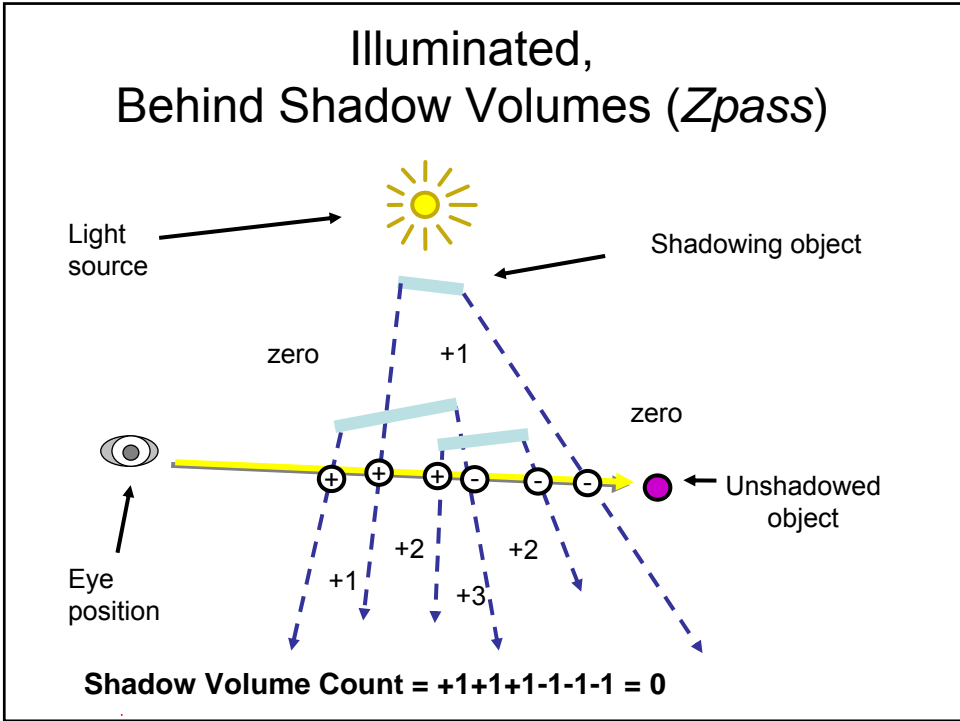 Illuminated,
Behind Shadow Volumes (Zpass)
Light
source
Shadowing object
zero
+1
zero
+ + + - - -
Unshadowed
object
+2
+2
+1
+3
Eye
position
Shadow Volume Count = +1+1+1-1-1-1 = 0